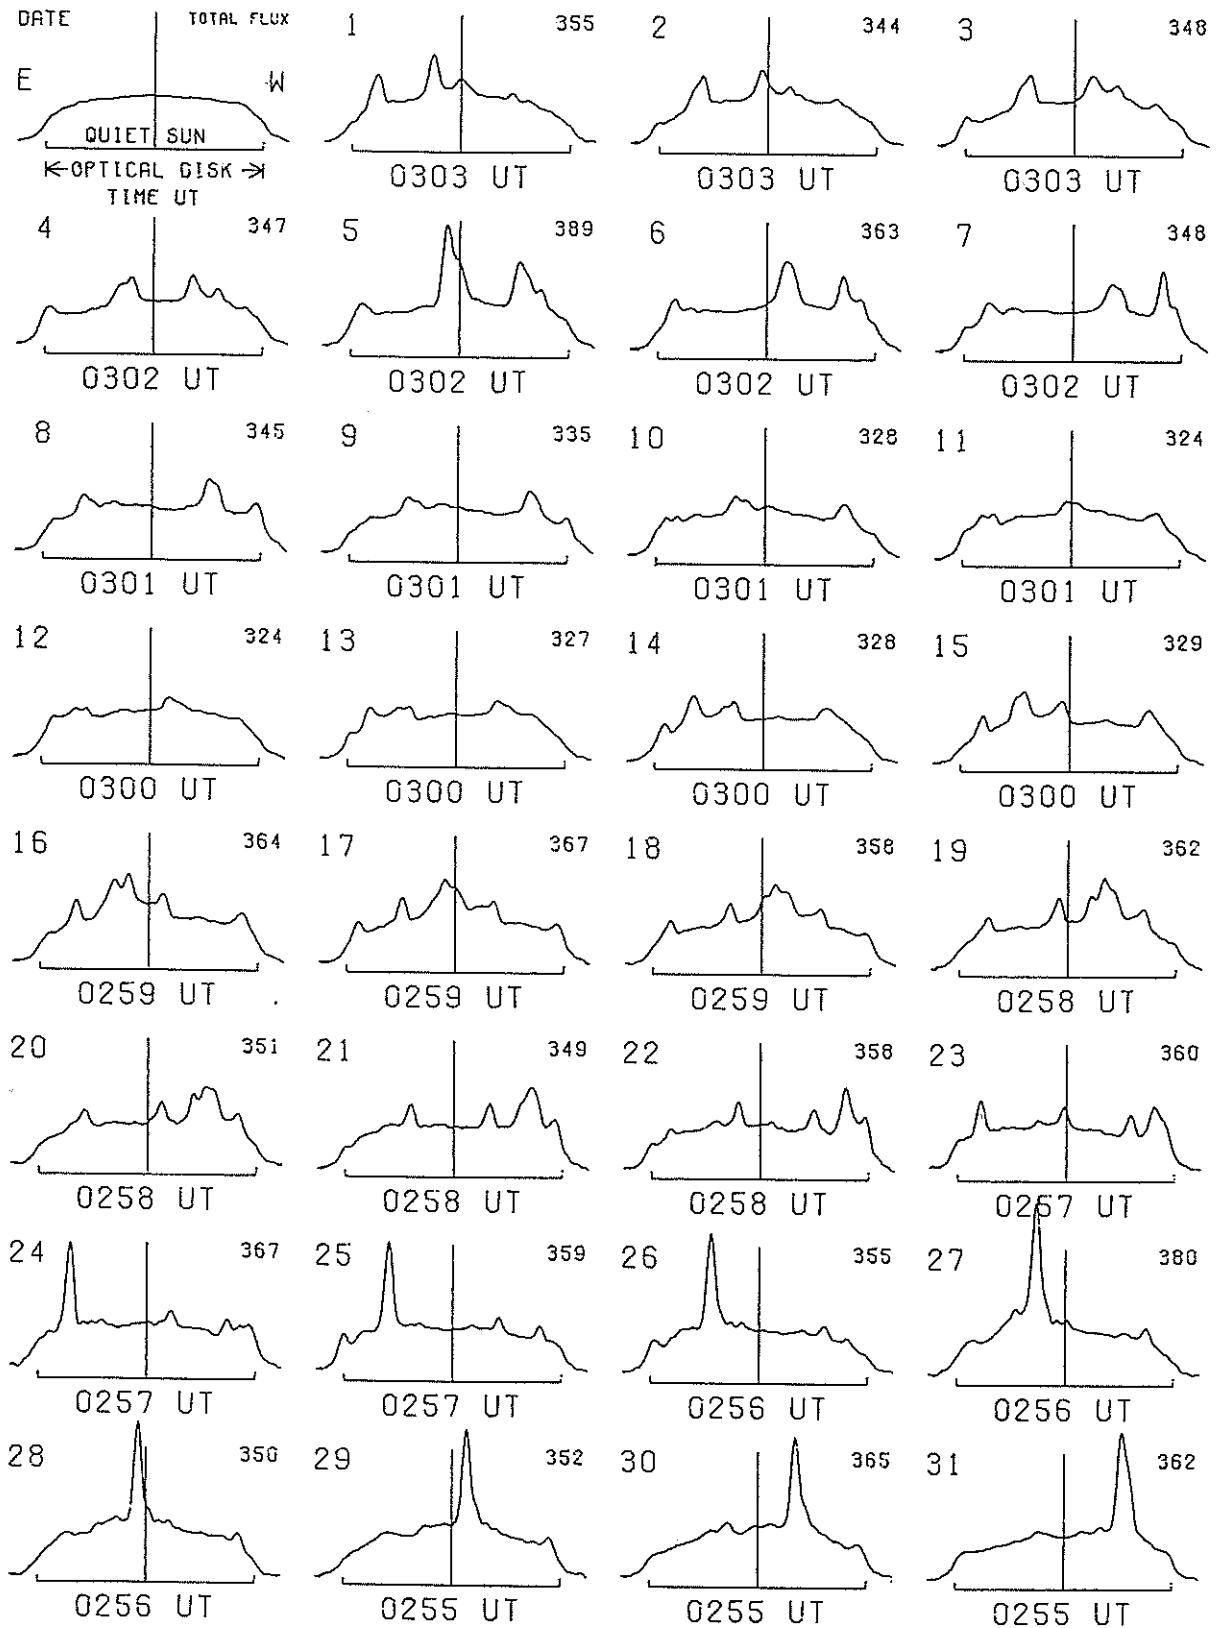 DATE TOTAL FLUX 1 355 2 344 3 348
E W
QUIET SUN
OPTICAL DISK 0303 UT 0303 UT 0303 UT
TIME UT
4 347 5 389 6 363 7 348
0302 UT 0302 UT 0302 UT 0302 UT
8 345 9 335 10 328 11 324
0301 UT 0301 UT 0301 UT 0301 UT
12 324 13 327 14 328 15 329
0300 UT 0300 UT 0300 UT 0300 UT
16 364 17 367 18 358 19 362
0259 UT 0259 UT 0259 UT 0258 UT
20 351 21 349 22 358 23 360
0258 UT 0258 UT 0258 UT 0257 UT
24 367 25 359 26 355 27 380
0257 UT 0257 UT 0256 UT 0256 UT
28 350 29 352 30 365 31 362
0256 UT 0255 UT 0255 UT 0255 UT